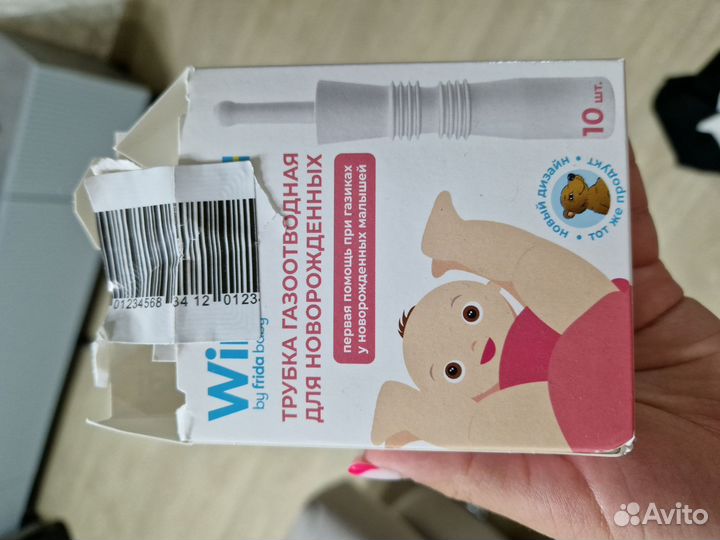 Wi
by frida baby
ТРУБКА ГАЗООТВОДНАЯ
ДЛЯ НОВОРОЖДЕННЫХ
первая помощь при газиках
у новорожденных малышей
10 шт.
НОВЫЙ ДИЗАЙН • ТОТ ЖЕ ПРОДУКТ •
01234568 34 12 0123
Avito